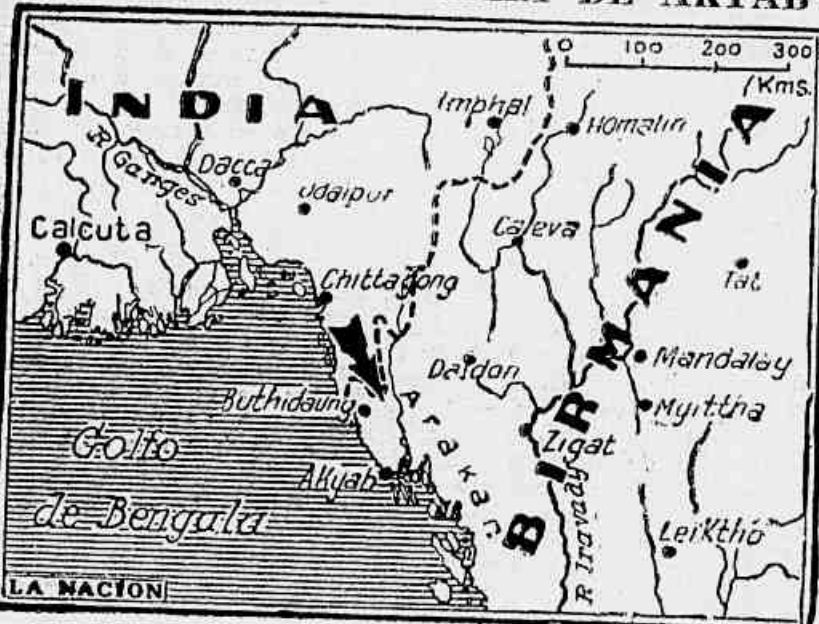 DE AKYAB
0 100 200 300
/Kms.
INDIA
Imphal
Homalin
R Ganges
Dacca
Udaipur
Calcuta
Caleva
BIRMANIA
Tat
Chittagong
Daidon
Mandalay
Buthidaung
Myittha
Arakan
Zigat
Golfo
de Bengala
Akyab
R Iravady
Leiktho
LA NACION